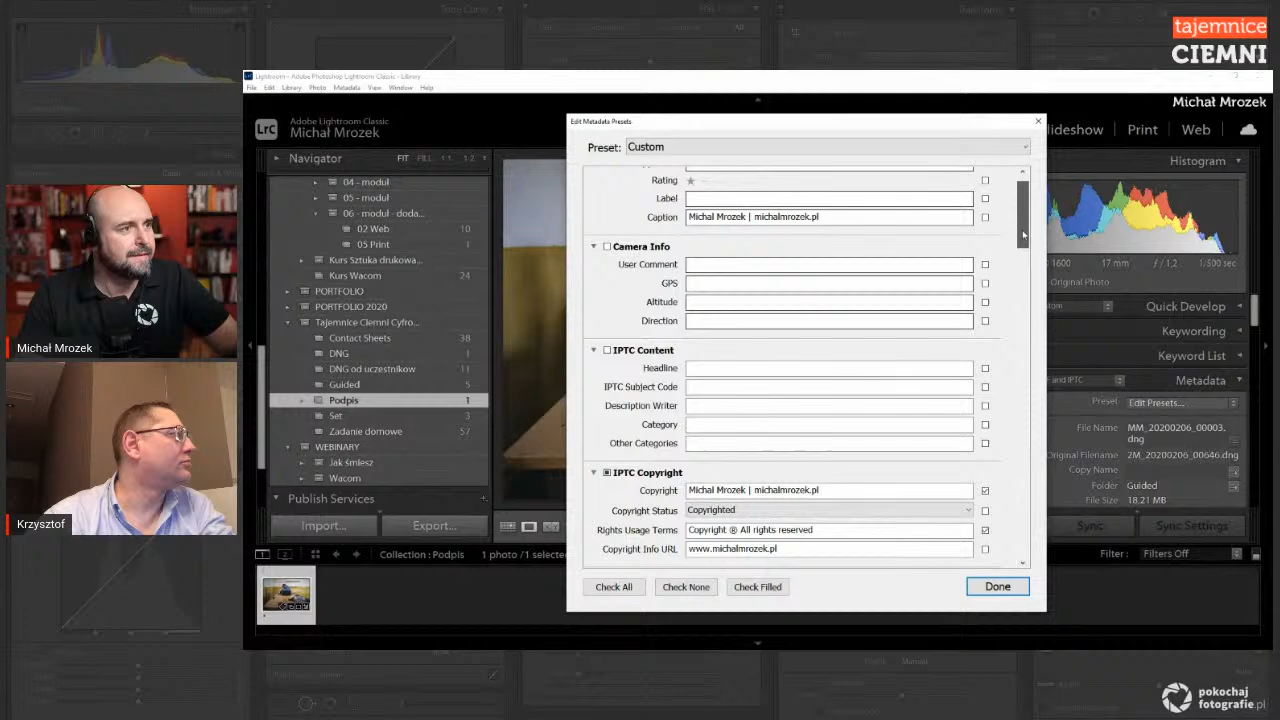 tajemnice
CIEMNI
Michał Mrozek
Lightroom - Adobe Photoshop Lightroom Classic - Library
File Edit Library Photo Metadata View Window Help
LrC
Adobe Lightroom Classic
Michał Mrozek
Slideshow | Print | Web
Navigator FIT FILL
04 - moduł
05 - moduł
06 - moduł - doda...
02 Web 10
05 Print 4
Kurs Sztuka drukowa...
Kurs Wacom 24
PORTFOLIO
PORTFOLIO 2020
Tajemnice Ciemni Cyfro...
Contact Sheets 38
DNG 1
DNG od uczestnikow 7
Guided 5
Podpis 1
Set 3
Zadanie domowe 57
WEBINARY
Jak śmiesz
Wacom
Publish Services +
Import... Export...
Collection : Podpis 1 photo /1 selected
Edit Metadata Presets
Preset: Custom
Rating
Label
Caption Michal Mrozek | michalmrozek.pl
Camera Info
User Comment
GPS
Altitude
Direction
IPTC Content
Headline
IPTC Subject Code
Description Writer
Category
Other Categories
IPTC Copyright
Copyright Michal Mrozek | michalmrozek.pl
Copyright Status Copyrighted
Rights Usage Terms Copyright ® All rights reserved
Copyright Info URL www.michalmrozek.pl
Check All Check None Check Filled Done
Histogram
1600 17 mm f / 1.2 1/500 sec
Original Photo
Quick Develop
Keywording
Keyword List
Metadata
Preset Edit Presets...
File Name MM_20200206_00003.
dng
Original Filename 2M_20200206_00646.dng
Copy Name
Folder Guided
File Size 18.21 MB
Sync Sync Settings
Filter : Filters Off
Michał Mrozek
Krzysztof
pokochaj
fotografie.pl